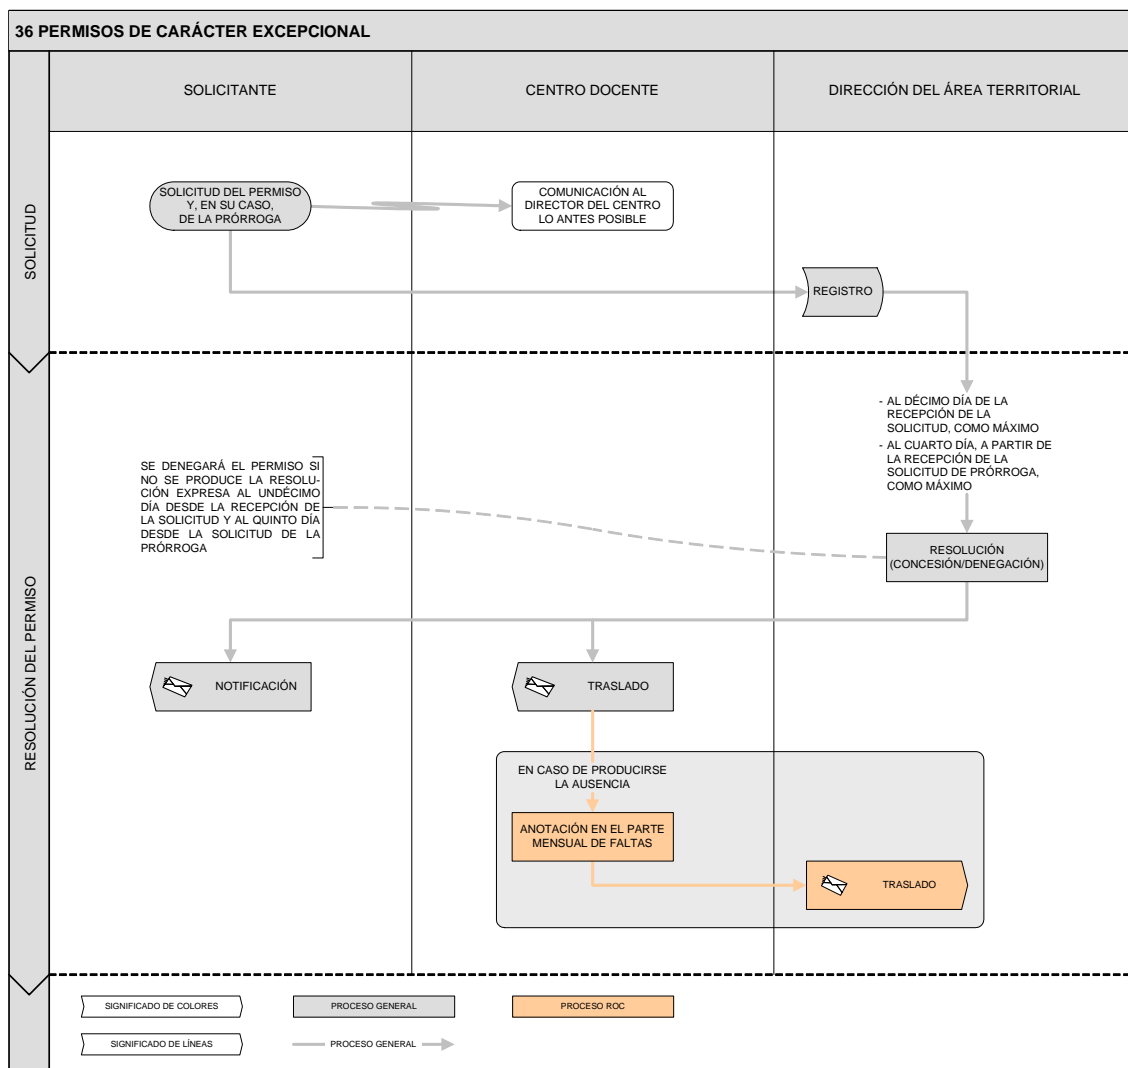 36 PERMISOS DE CARÁCTER EXCEPCIONAL
SOLICITANTE
CENTRO DOCENTE
DIRECCIÓN DEL ÁREA TERRITORIAL
SOLICITUD
SOLICITUD DEL PERMISO
Y, EN SU CASO,
DE LA PRÓRROGA
COMUNICACIÓN AL
DIRECTOR DEL CENTRO
LO ANTES POSIBLE
REGISTRO
RESOLUCIÓN DEL PERMISO
- AL DÉCIMO DÍA DE LA
RECEPCIÓN DE LA
SOLICITUD, COMO MÁXIMO
- AL CUARTO DÍA, A PARTIR DE
LA RECEPCIÓN DE LA
SOLICITUD DE PRÓRROGA,
COMO MÁXIMO
SE DENEGARÁ EL PERMISO SI
NO SE PRODUCE LA RESOLU-
CIÓN EXPRESA AL UNDÉCIMO
DÍA DESDE LA RECEPCIÓN DE
LA SOLICITUD Y AL QUINTO DÍA
DESDE LA SOLICITUD DE LA
PRÓRROGA
RESOLUCIÓN
(CONCESIÓN/DENEGACIÓN)
NOTIFICACIÓN
TRASLADO
EN CASO DE PRODUCIRSE
LA AUSENCIA
ANOTACIÓN EN EL PARTE
MENSUAL DE FALTAS
TRASLADO
SIGNIFICADO DE COLORES
PROCESO GENERAL
PROCESO ROC
SIGNIFICADO DE LÍNEAS
PROCESO GENERAL